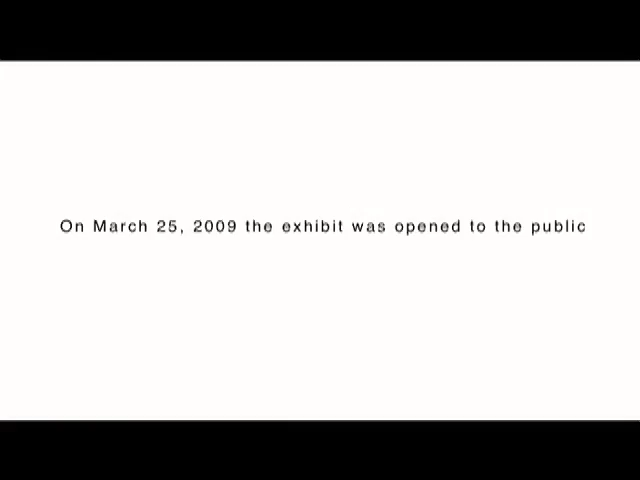 On March 25, 2009 the exhibit was opened to the public